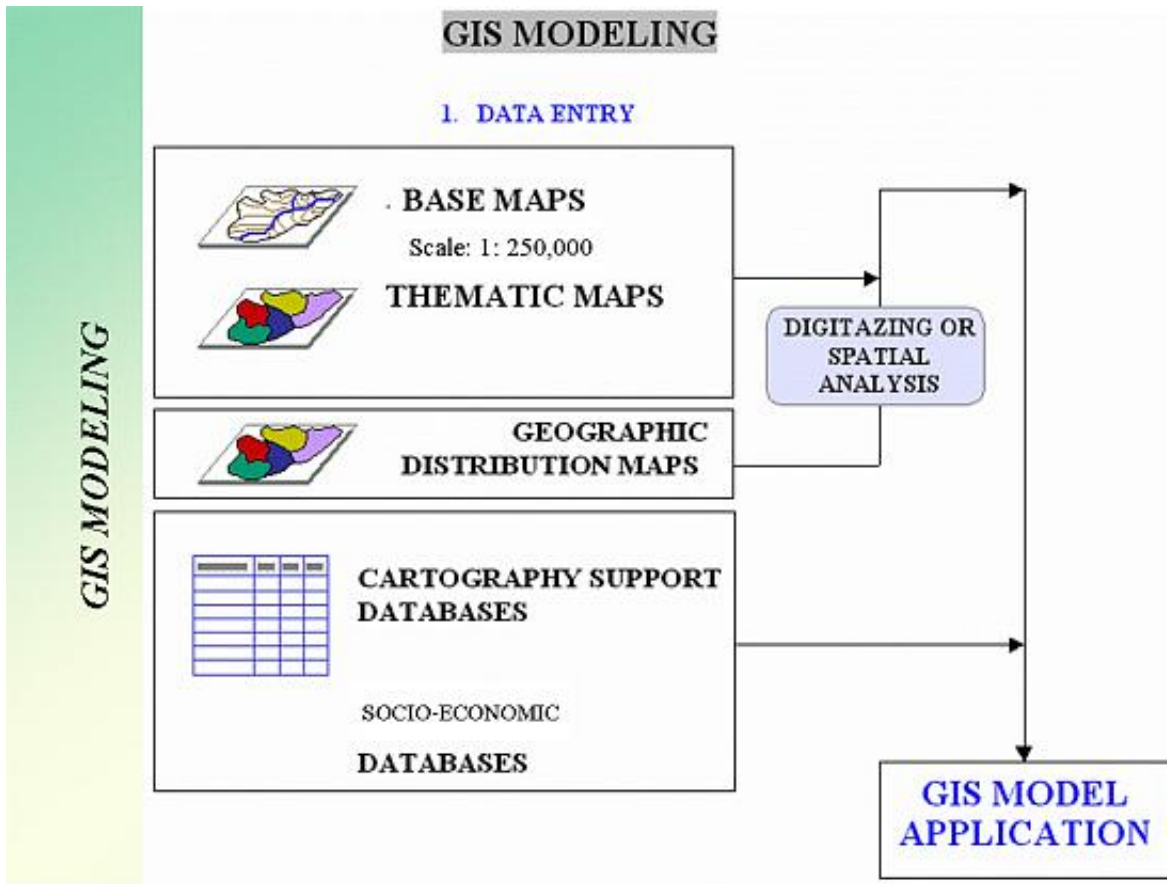 GIS MODELING
1. DATA ENTRY
. BASE MAPS
Scale: 1: 250,000
THEMATIC MAPS
DIGITAZING OR
SPATIAL
ANALYSIS
GEOGRAPHIC
DISTRIBUTION MAPS
CARTOGRAPHY SUPPORT
DATABASES
SOCIO-ECONOMIC
DATABASES
GIS MODEL
APPLICATION
GIS MODELING